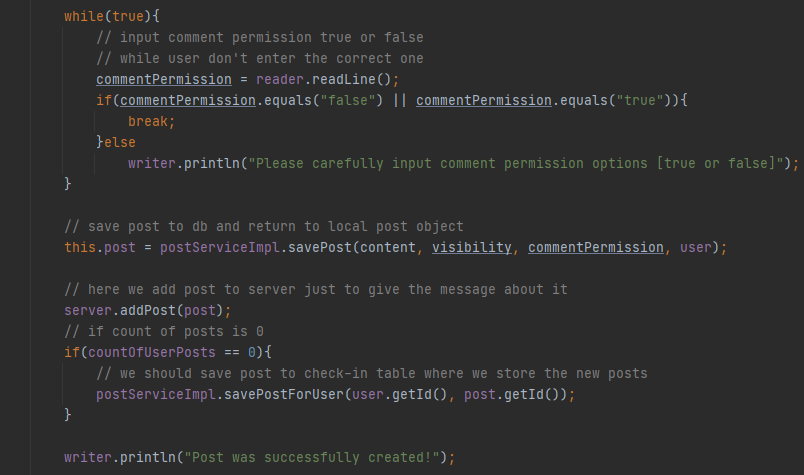 while(true){
// input comment permission true or false
// while user don't enter the correct one
commentPermission = reader.readLine();
if(commentPermission.equals("false") || commentPermission.equals("true")){
break;
}else
writer.println("Please carefully input comment permission options [true or false]");
}
// save post to db and return to local post object
this.post = postServiceImpl.savePost(content, visibility, commentPermission, user);
// here we add post to server just to give the message about it
server.addPost(post);
// if count of posts is 0
if(countOfUserPosts == 0){
// we should save post to check-in table where we store the new posts
postServiceImpl.savePostForUser(user.getId(), post.getId());
}
writer.println("Post was successfully created!");